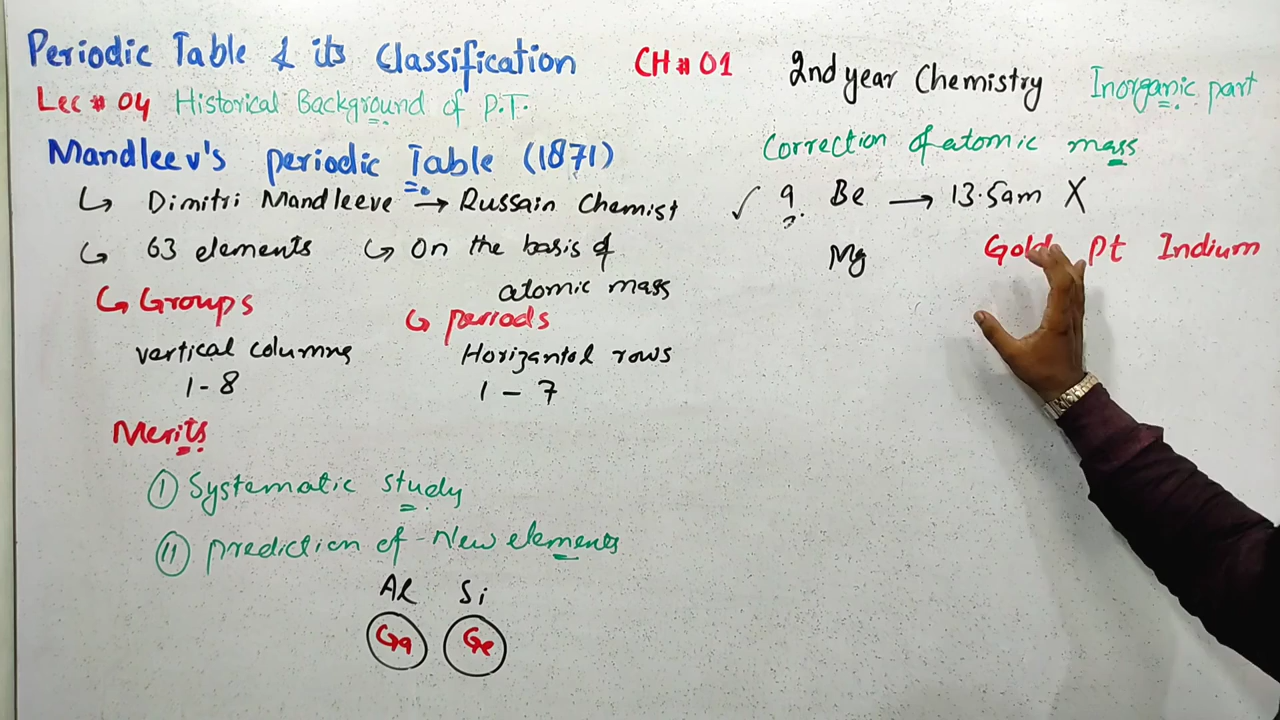 Periodic Table & its Classification CH # 01 2nd year Chemistry Inorganic part
Lec # 04 Historical Background of P.T.
Mandleev's periodic Table (1871)
↳ Dimitri Mandleeve → Russain Chemist
↳ 63 elements ↳ On the basis of
atomic mass
↳ Groups
↳ periods
vertical columns
Horizantal rows
1 - 8
1 - 7
Merits
(I) Systematic study
(II) prediction of New elements
Al Si
Ga Ge
Correction of atomic mass
✓ 9 Be → 13.5am X
Mg
Gold Pt Indium